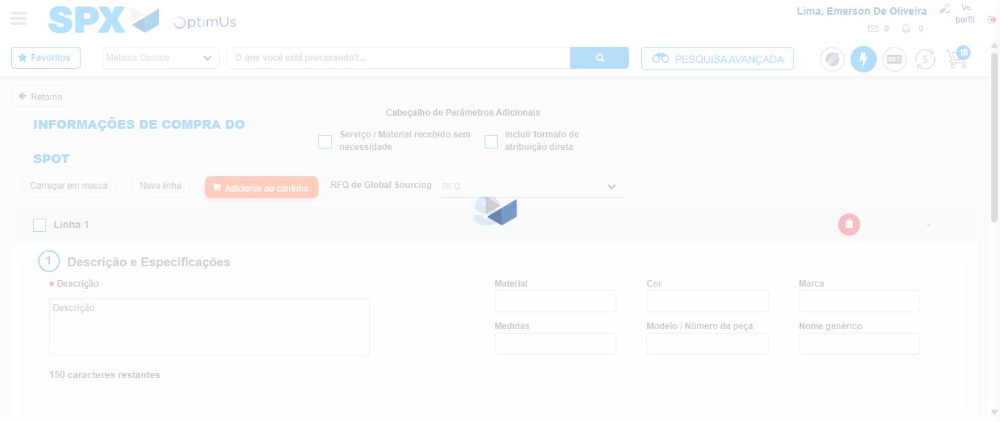 SPX
OptimUs
Lima, Emerson De Oliveira
Ve
perfil
0
0
Favoritos
Metalsa Osasco
O que você está procurando?...
PESQUISA AVANÇADA
$
18
Retorno
INFORMAÇÕES DE COMPRA DO
SPOT
Cabeçalho de Parâmetros Adicionais
Serviço / Material recebido sem
necessidade
Incluir formato de
atribuição direta
Carregar em massa
Nova linha
Adicionar ao carrinho
RFQ de Global Sourcing
RFQ
Linha 1
1
Descrição e Especificações
* Descrição
Descrição
150 caracteres restantes
Material
Cor
Marca
Medidas
Modelo / Número da peça
Nome genérico